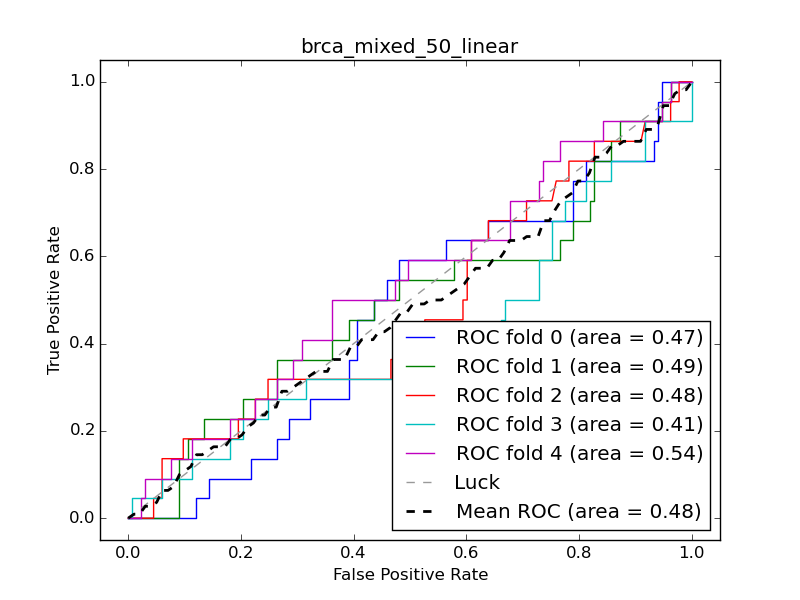 brca_mixed_50_linear
True Positive Rate
1.0
0.8
0.6
0.4
0.2
0.0
ROC fold 0 (area = 0.47)
ROC fold 1 (area = 0.49)
ROC fold 2 (area = 0.48)
ROC fold 3 (area = 0.41)
ROC fold 4 (area = 0.54)
Luck
Mean ROC (area = 0.48)
0.0 0.2 0.4 0.6 0.8 1.0
False Positive Rate